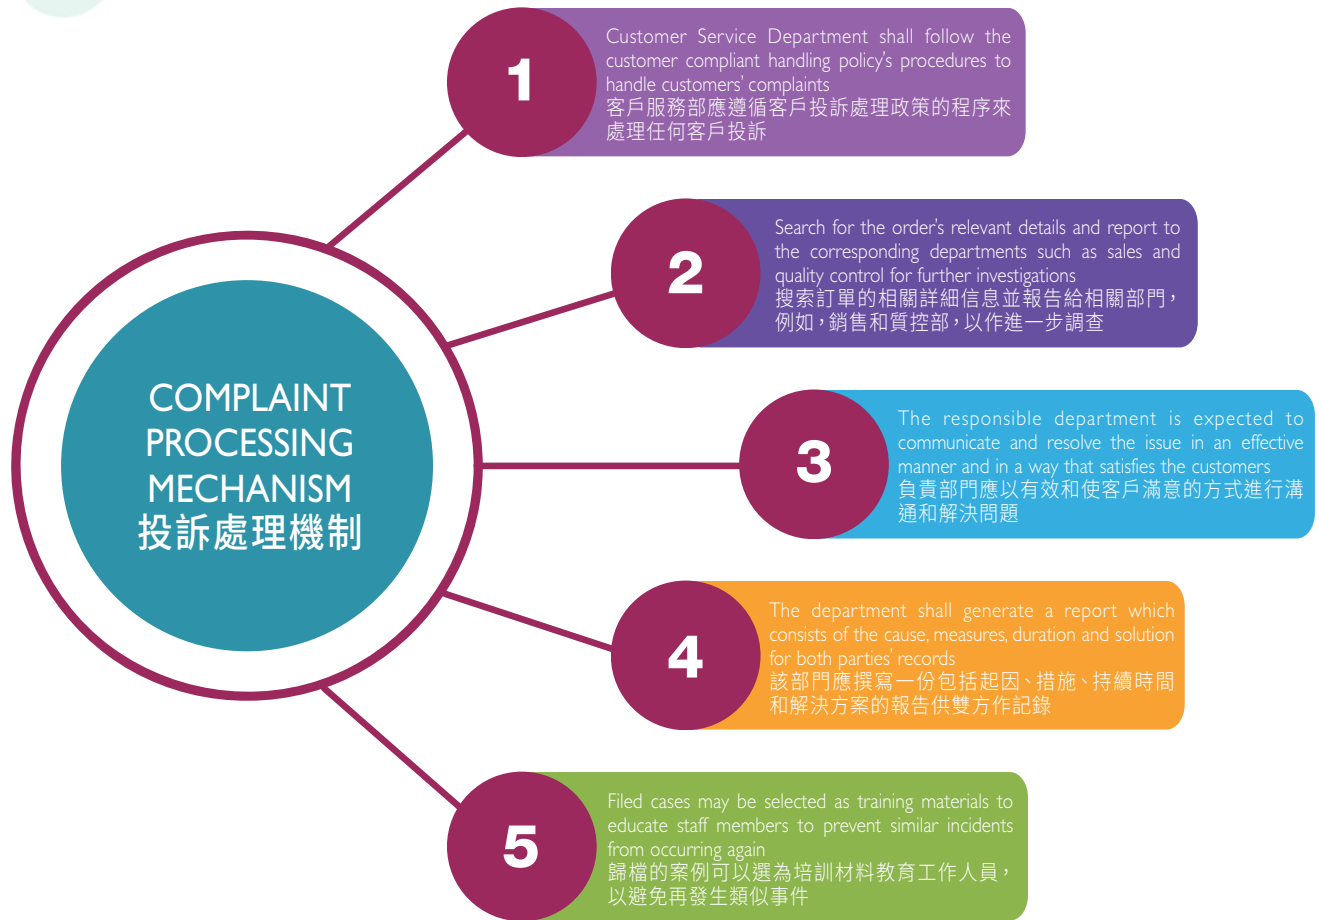 COMPLAINT
PROCESSING
MECHANISM
投訴處理機制
1
Customer Service Department shall follow the
customer compliant handling policy's procedures to
handle customers' complaints
客戶服務部應遵循客戶投訴處理政策的程序來
處理任何客戶投訴
2
Search for the order's relevant details and report to
the corresponding departments such as sales and
quality control for further investigations
搜索訂單的相關詳細信息並報告給相關部門，
例如，銷售和質控部，以作進一步調查
3
The responsible department is expected to
communicate and resolve the issue in an effective
manner and in a way that satisfies the customers
負責部門應以有效和使客戶滿意的方式進行溝
通和解決問題
4
The department shall generate a report which
consists of the cause, measures, duration and solution
for both parties' records
該部門應撰寫一份包括起因、措施、持續時間
和解決方案的報告供雙方作記錄
5
Filed cases may be selected as training materials to
educate staff members to prevent similar incidents
from occurring again
歸檔的案例可以選為培訓材料教育工作人員，
以避免再發生類似事件